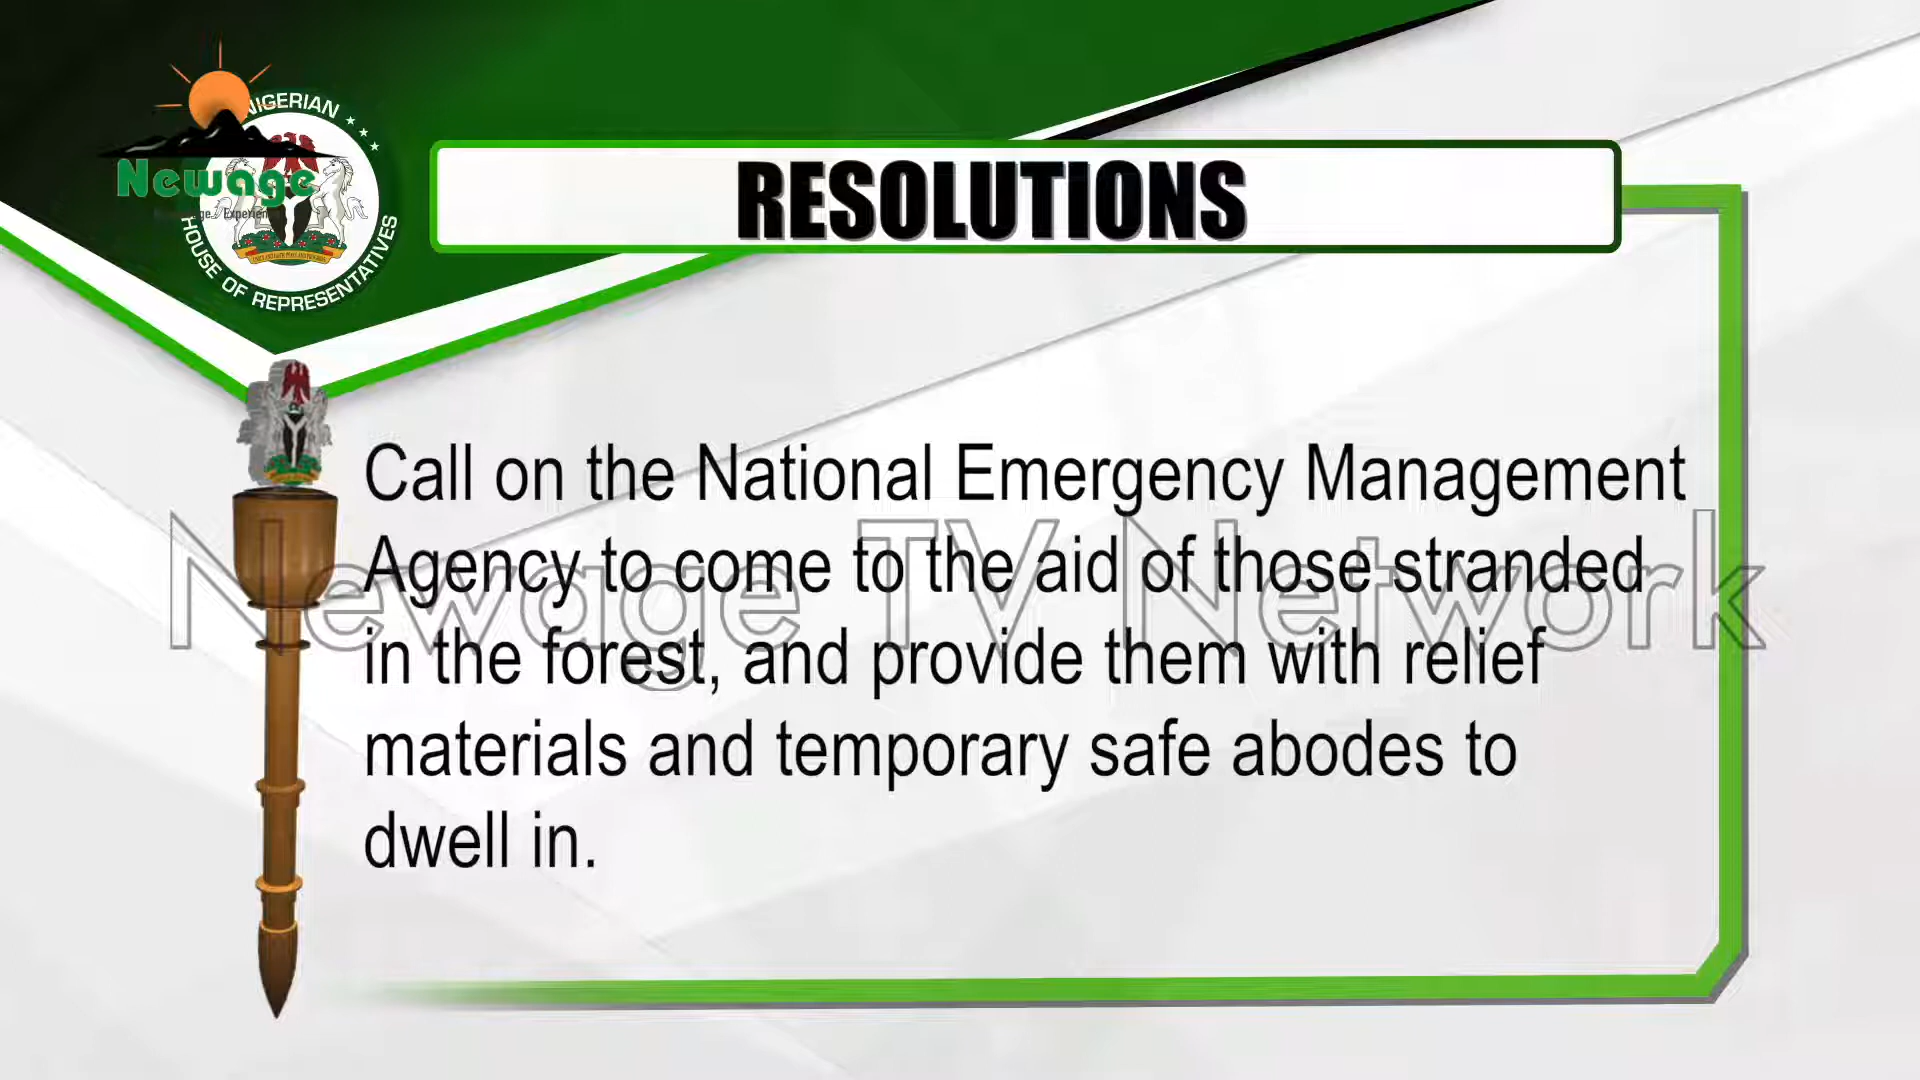 NIGERIAN
HOUSE OF REPRESENTATIVES
Newage
RESOLUTIONS
Call on the National Emergency Management
Agency to come to the aid of those stranded
in the forest, and provide them with relief
materials and temporary safe abodes to
dwell in.
Newage TV Network